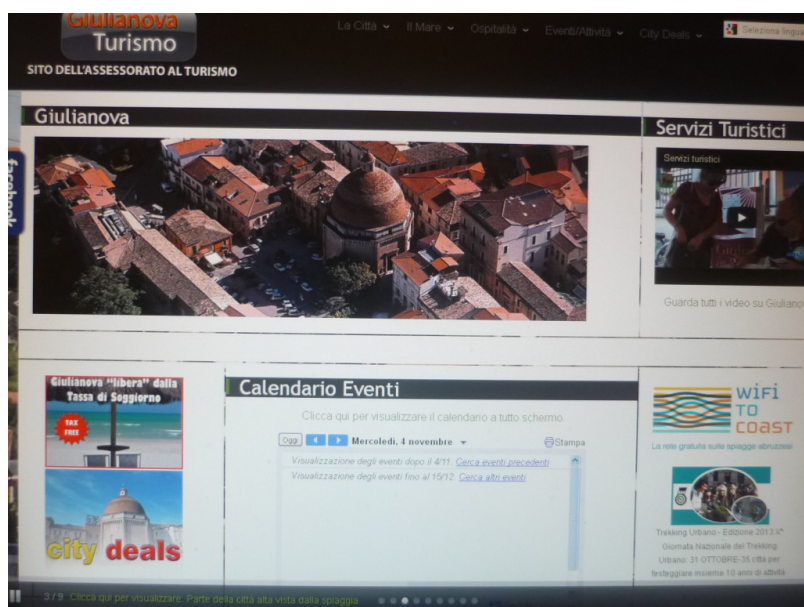 Giulianova
Turismo
SITO DELL'ASSESSORATO AL TURISMO
La Città
Il Mare
Ospitalità
Eventi/Attività
City Deals
Seleziona lingua
facebook
Giulianova
Servizi Turistici
Servizi turistici
Guarda tutti i video su Giulianov
Giulianova "libera" dalla
Tassa di Soggiorno
TAX
FREE
city deals
Calendario Eventi
Clicca qui per visualizzare il calendario a tutto schermo
Oggi Mercoledì, 4 novembre Stampa
Visualizzazione degli eventi dopo il 4/11. Cerca eventi precedenti
Visualizzazione degli eventi fino al 15/12. Cerca altri eventi
WiFi
TO
COAST
La rete gratuita sulle spiagge abruzzesi
Trekking Urbano - Edizione 2013 X°
Giornata Nazionale del Trekking
Urbano: 31 OTTOBRE-35 città per
festeggiare insieme 10 anni di attività
3/9 Clicca qui per visualizzare: Parte della città alta vista dalla spiaggia